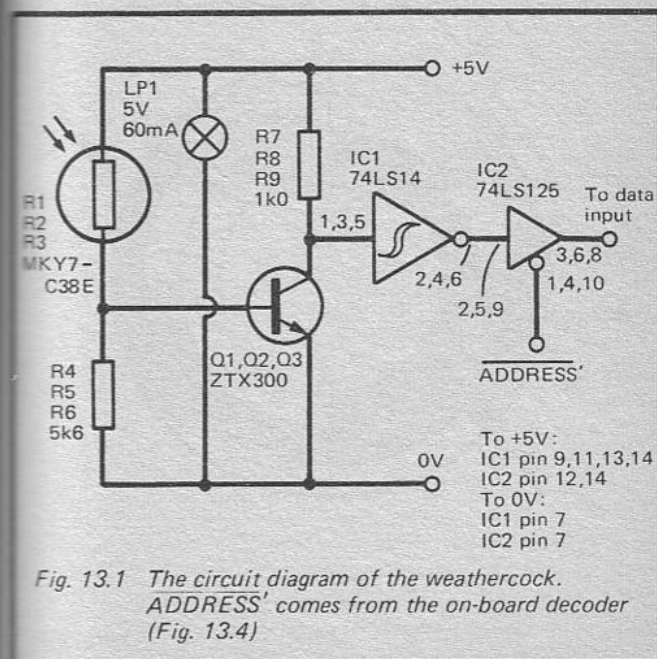 +5V
LP1
5V
60mA
R7
R8
R9
1k0
IC1
74LS14
IC2
74LS125
To data
input
R1
R2
R3
MKY7-
C38E
1,3,5
2,4,6
2,5,9
3,6,8
1,4,10
Q1,Q2,Q3
ZTX300
ADDRESS'
R4
R5
R6
5k6
0V
To +5V:
IC1 pin 9,11,13,14
IC2 pin 12,14
To 0V:
IC1 pin 7
IC2 pin 7
Fig. 13.1 The circuit diagram of the weathercock.
ADDRESS' comes from the on-board decoder
(Fig. 13.4)